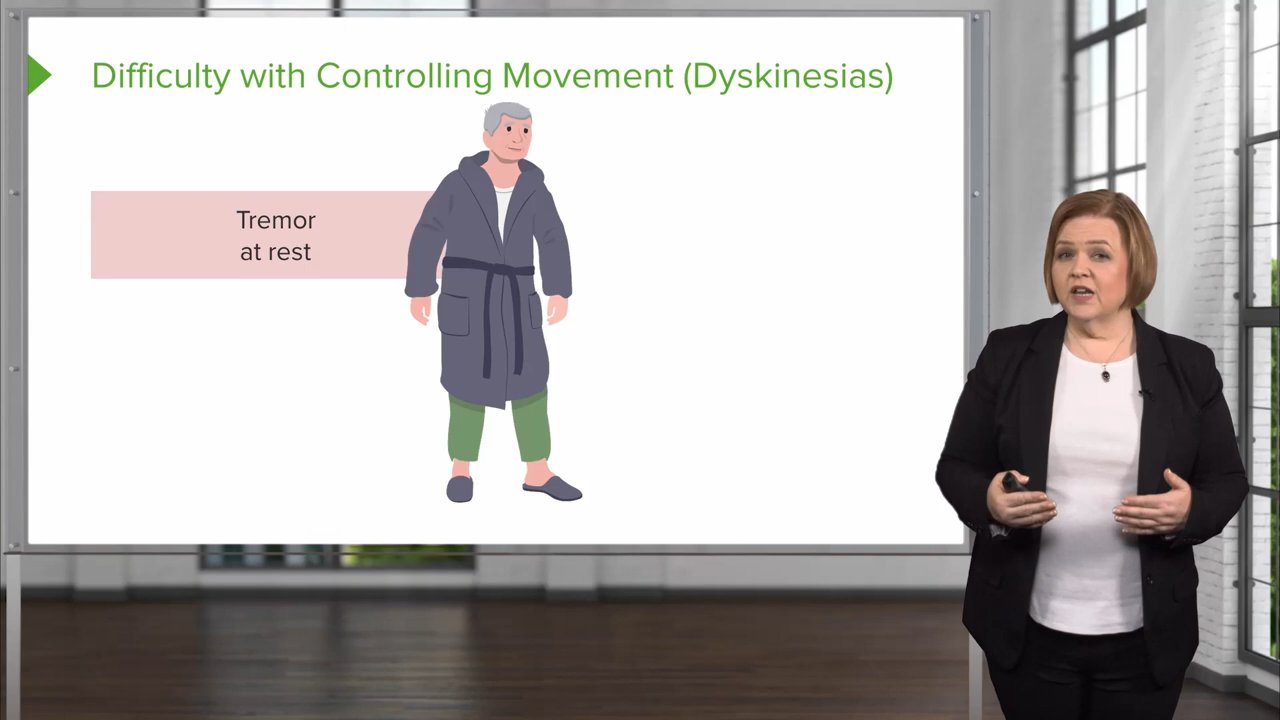 Difficulty with Controlling Movement (Dyskinesias)
Tremor
at rest